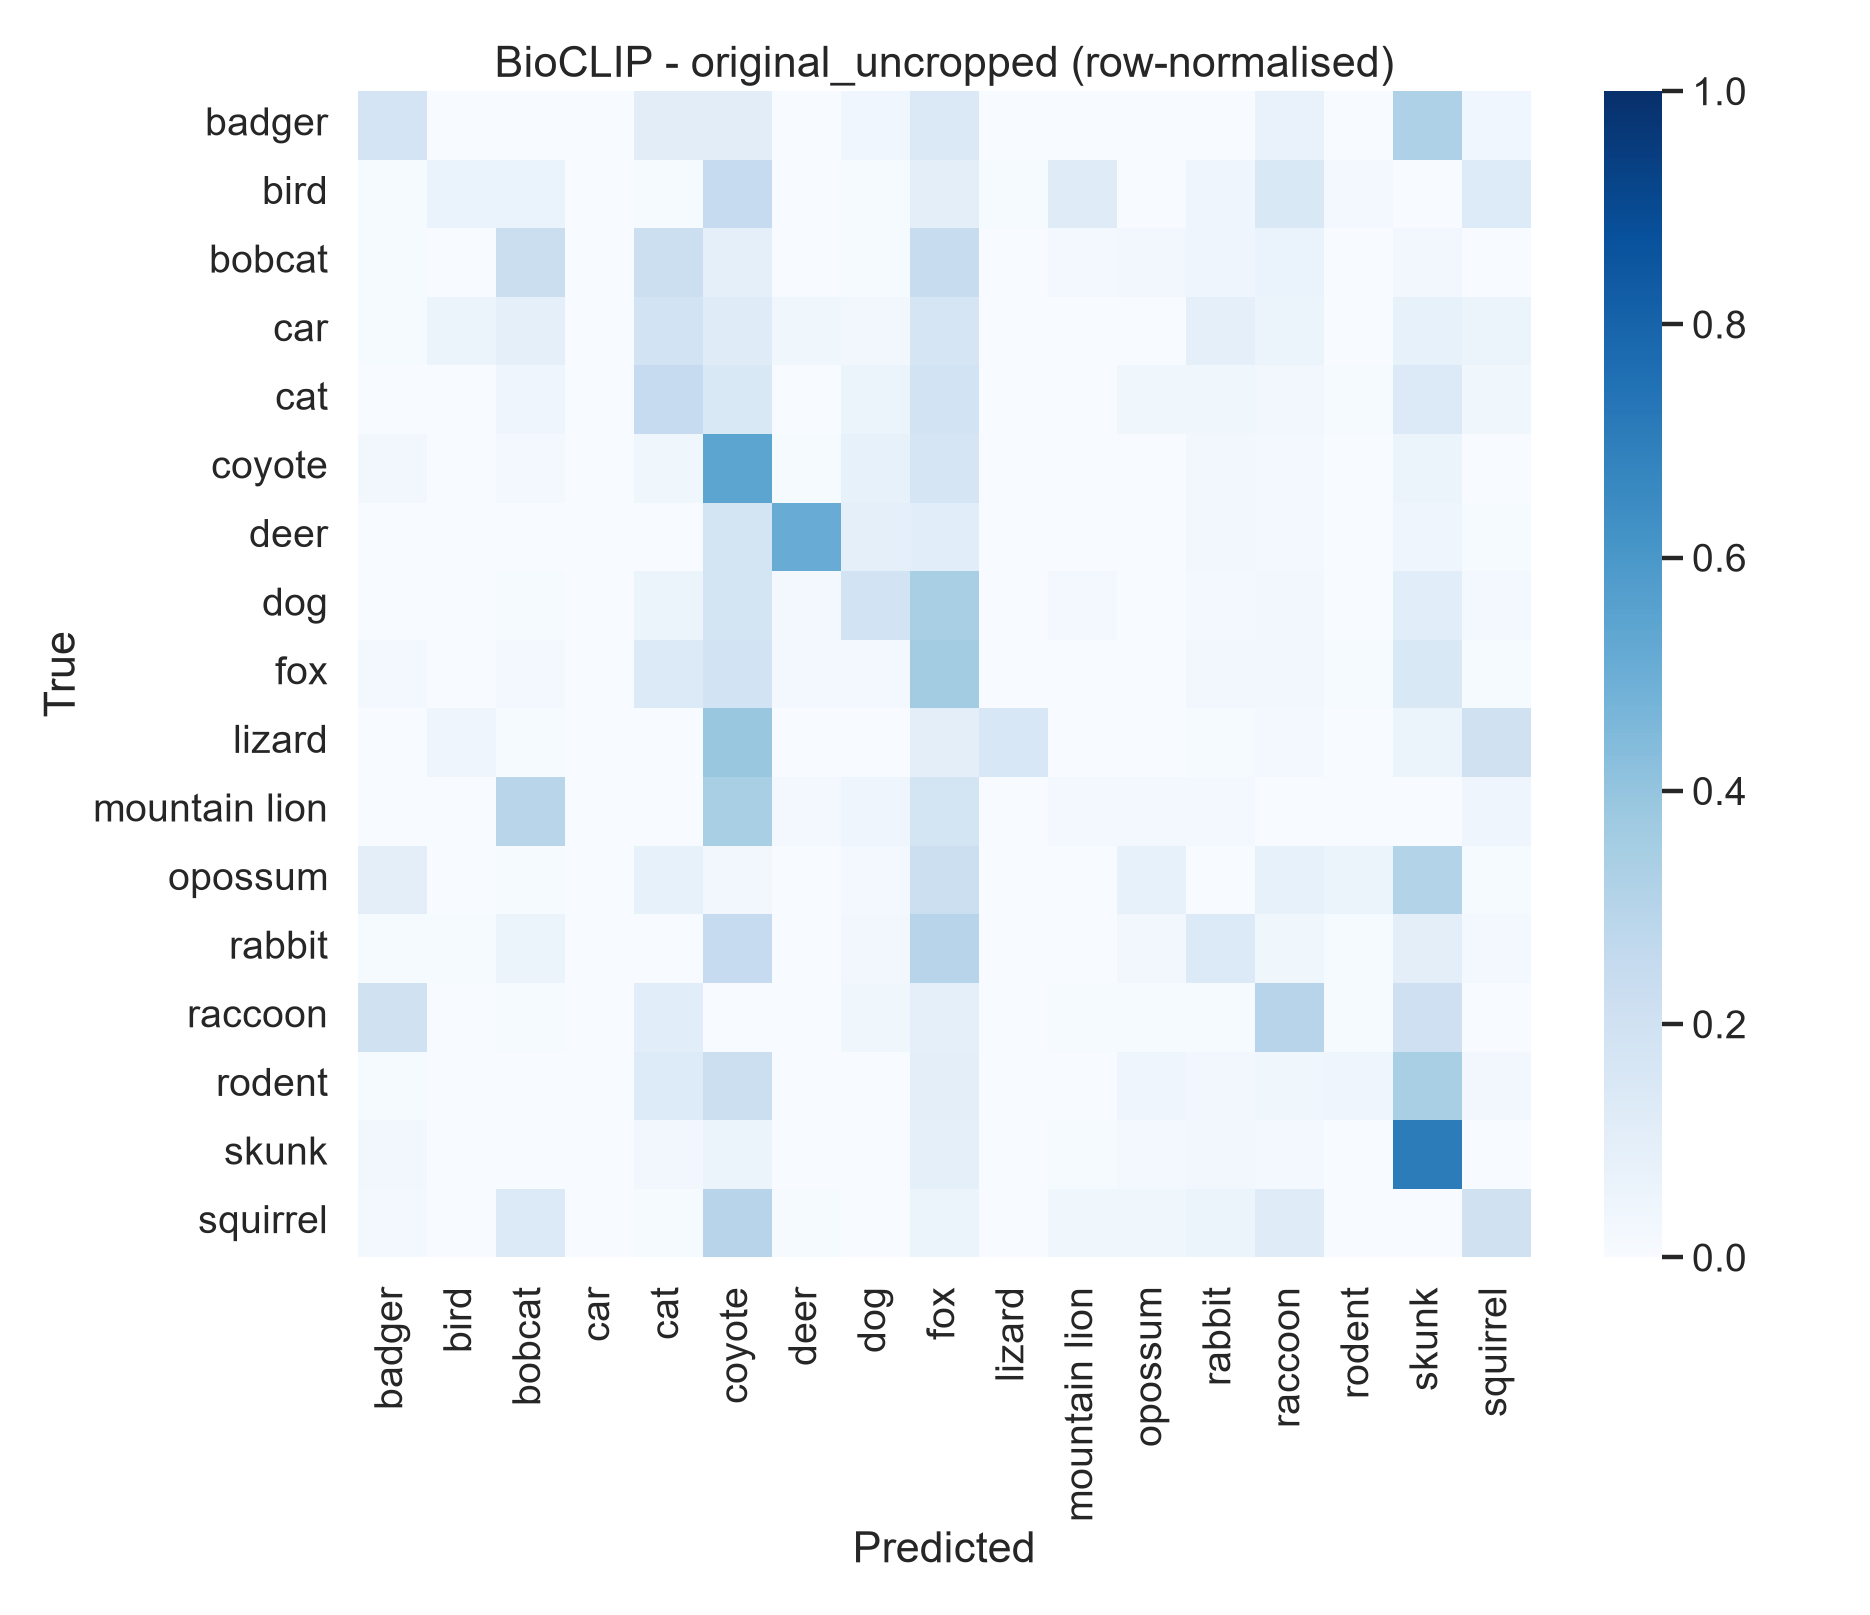 BioCLIP - original_uncropped (row-normalised)
badger
bird
bobcat
car
cat
coyote
deer
dog
fox
lizard
mountain lion
opossum
rabbit
raccoon
rodent
skunk
squirrel
True
badger
bird
bobcat
car
cat
coyote
deer
dog
fox
lizard
mountain lion
opossum
rabbit
raccoon
rodent
skunk
squirrel
Predicted
1.0
0.8
0.6
0.4
0.2
0.0